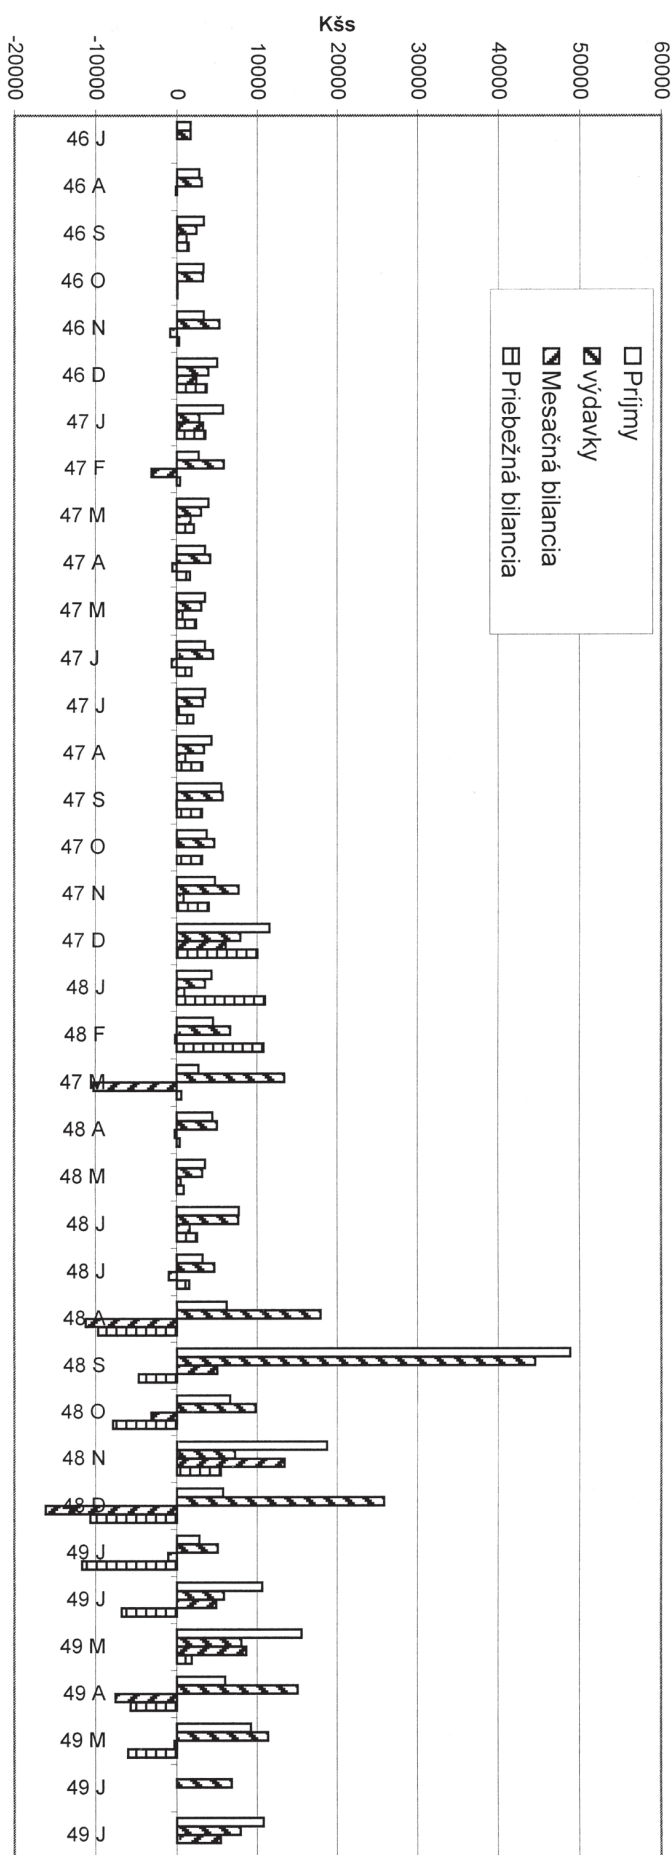 Kšs
60000
50000
40000
30000
20000
10000
0
-10000
-20000
Príjmy
výdavky
Mesačná bilancia
Priebežná bilancia
46 J
46 A
46 S
46 O
46 N
46 D
47 J
47 F
47 M
47 A
47 M
47 J
47 J
47 A
47 S
47 O
47 N
47 D
48 J
48 F
47 M
48 A
48 M
48 J
48 J
48 A
48 S
48 O
48 N
48 D
49 J
49 J
49 M
49 A
49 M
49 J
49 J